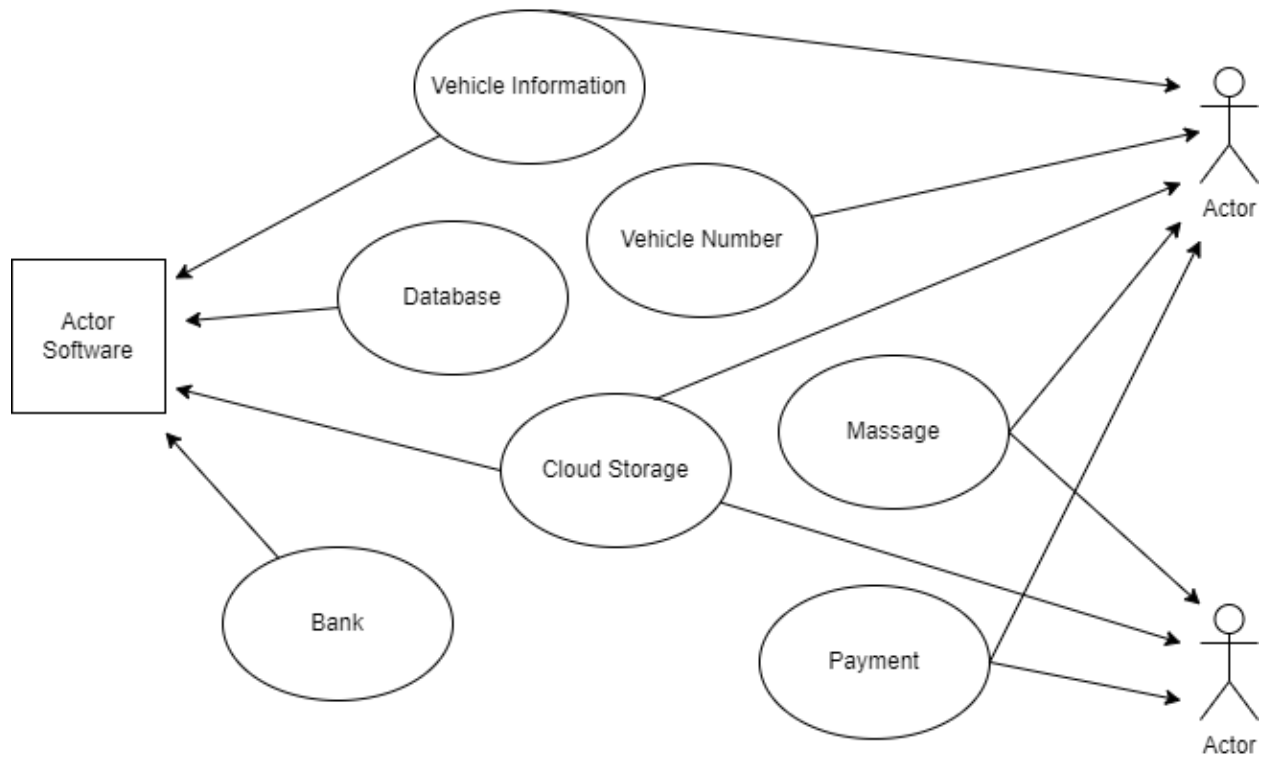 Vehicle Information
Actor
Vehicle Number
Database
Actor
Software
Massage
Cloud Storage
Bank
Payment
Actor